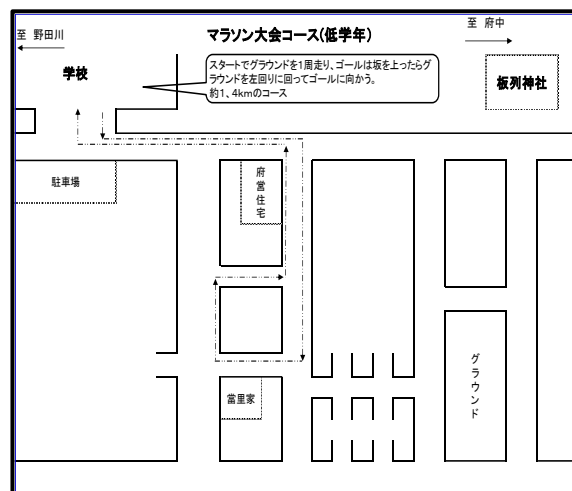 マラソン大会コース(低学年)
至 野田川
至 府中
学校
スタートでグラウンドを1周走り、ゴールは坂を上ったらグ
ラウンドを左回りに回ってゴールに向かう。
約1、4kmのコース
板列神社
駐車場
府営住宅
當里家
グラウンド